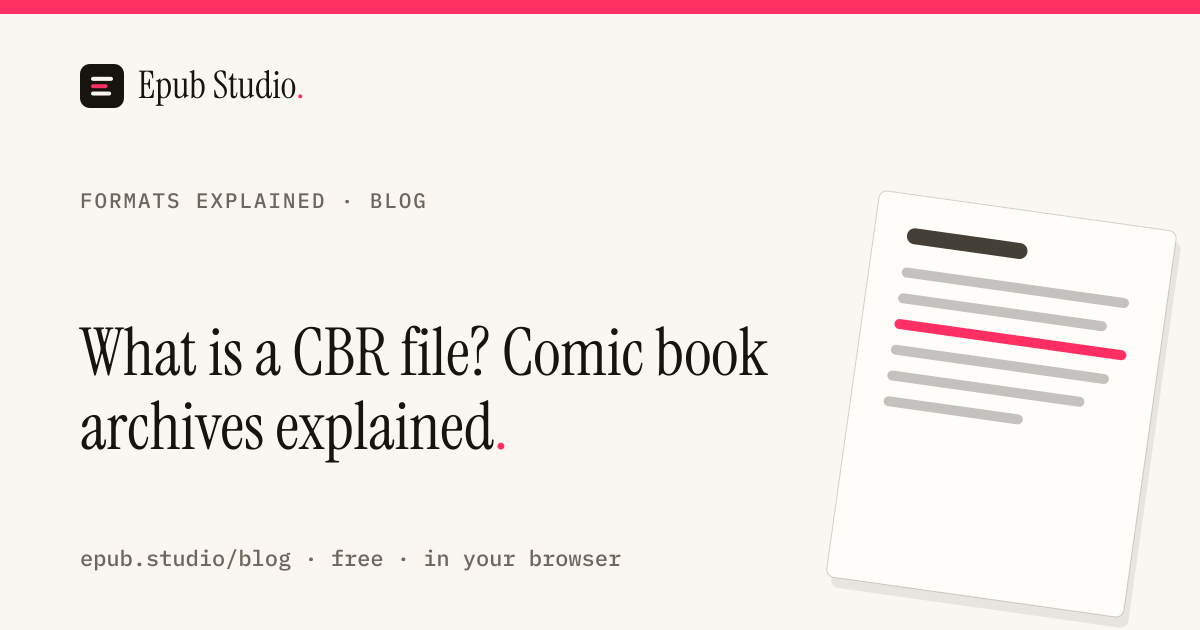 Epub Studio.
FORMATS EXPLAINED · BLOG
What is a CBR file? Comic book
archives explained.
epub.studio/blog · free · in your browser